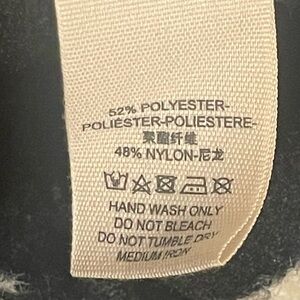 52% POLYESTER-
POLIÉSTER-POLIESTERE-
聚酯纤维
48% NYLON-尼龙
HAND WASH ONLY
DO NOT BLEACH
DO NOT TUMBLE DRY
MEDIUM IRON